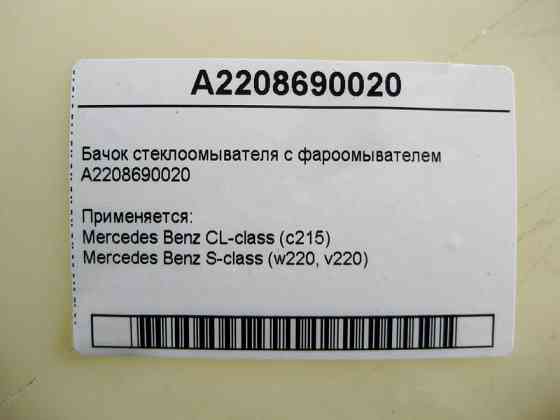 A2208690020
Бачок стеклоомывателя с фароомывателем
A2208690020
Применяется:
Mercedes Benz CL-class (c215)
Mercedes Benz S-class (w220, v220)